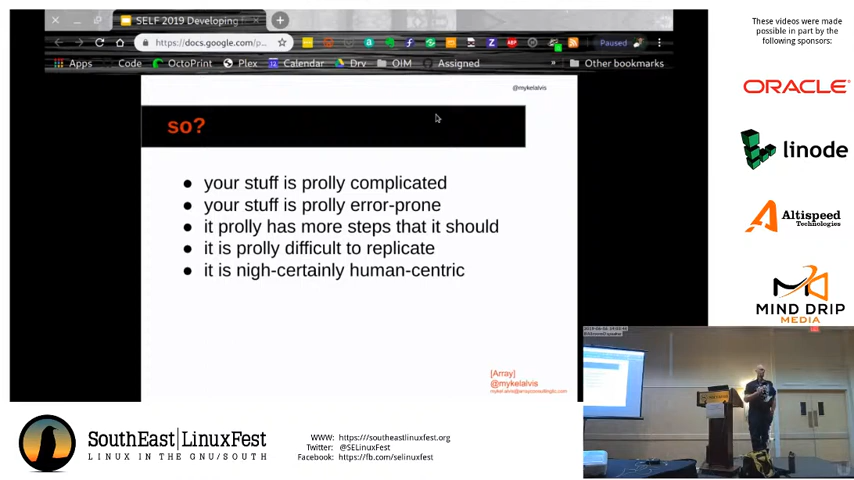 SELF 2019 Developing
https://docs.google.com/p...
Paused
Apps
Code
OctoPrint
Plex
Calendar
Drv
OIM
Assigned
»
Other bookmarks
@mykelalvis
so?
● your stuff is prolly complicated
● your stuff is prolly error-prone
● it prolly has more steps that it should
● it is prolly difficult to replicate
● it is nigh-certainly human-centric
[Array]
@mykelalvis
These videos were made
possible in part by the
following sponsors:
ORACLE
linode
Altispeed
Technologies
MIND DRIP
MEDIA
SouthEast|LinuxFest
LINUX IN THE GNU/SOUTH
WWW: https://southeastlinuxfest.org
Twitter: @SELinuxFest
Facebook: https://fb.com/selinuxfest